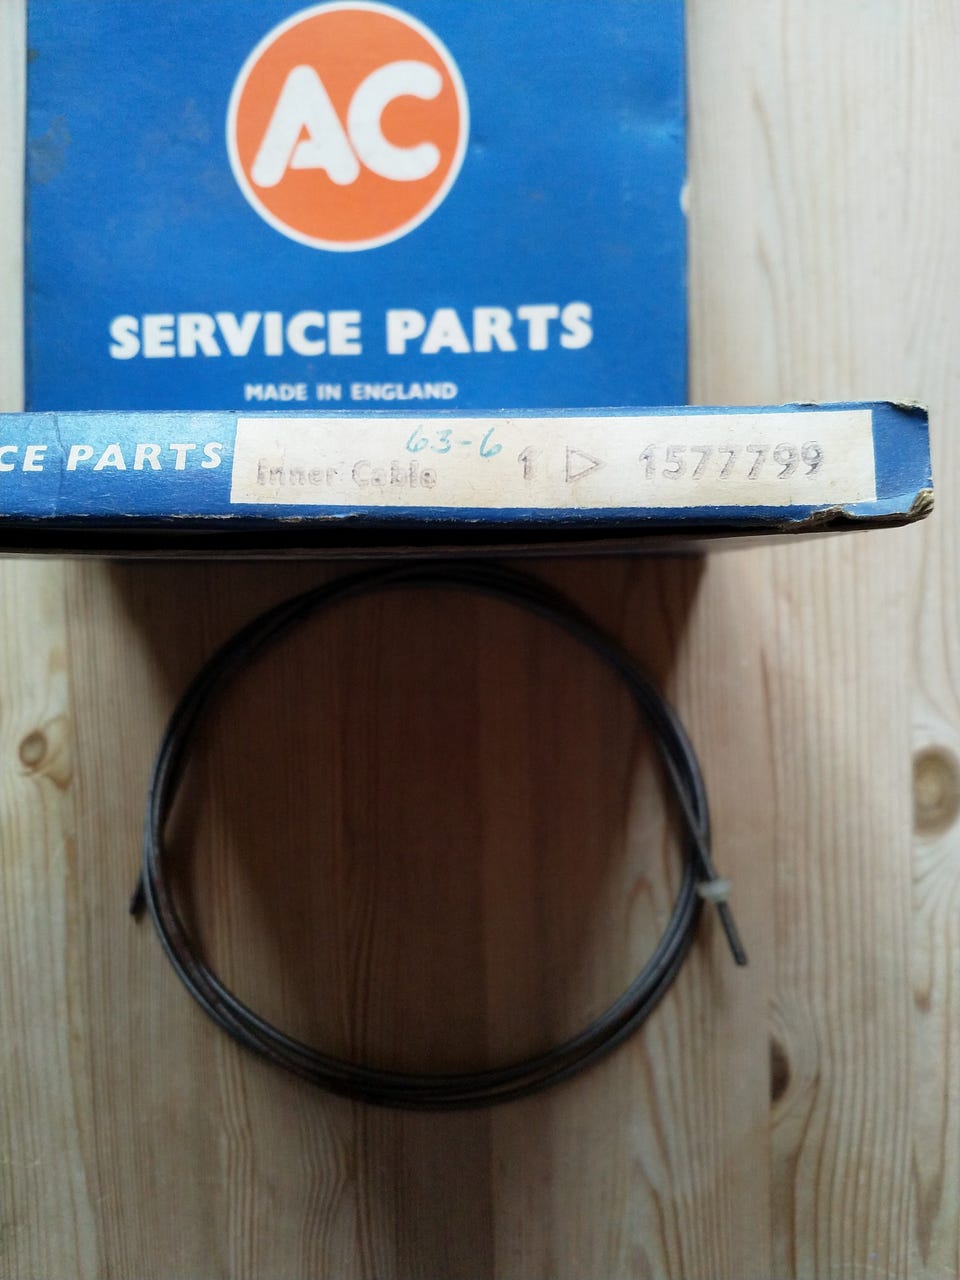 AC
SERVICE PARTS
MADE IN ENGLAND
CE PARTS
63-6
Inner Cable 1 1577799